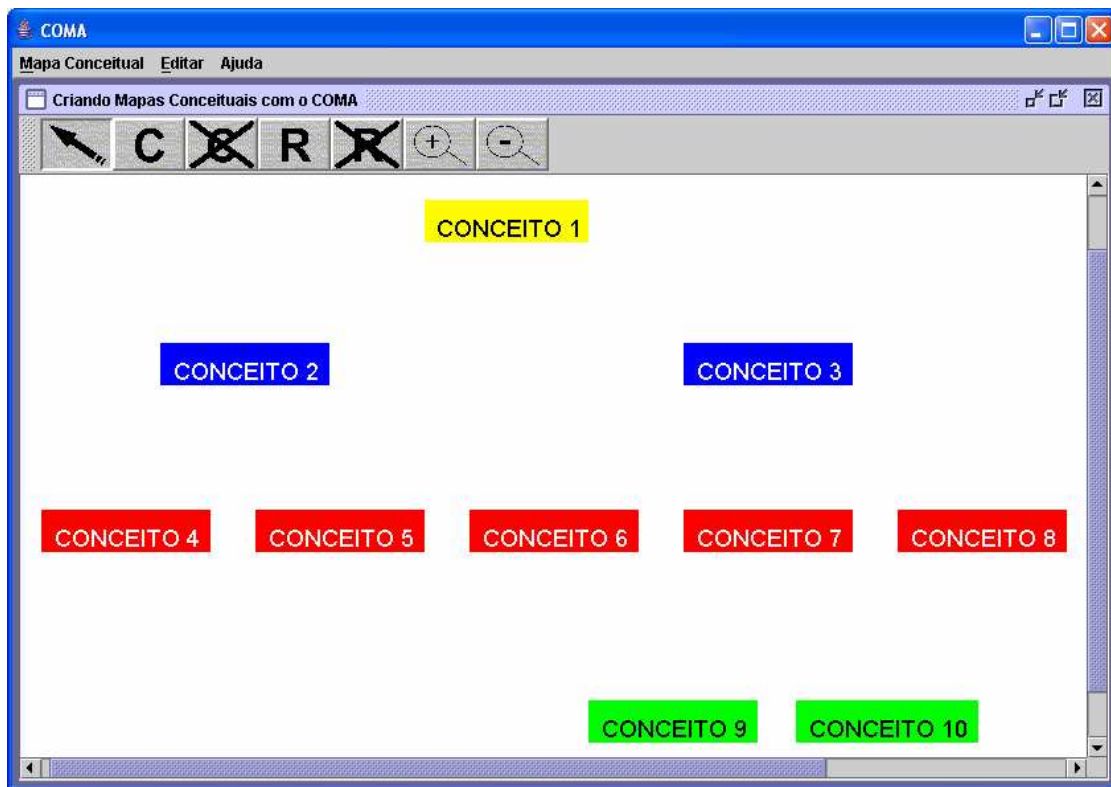 COMA
Mapa Conceitual Editar Ajuda
Criando Mapas Conceituais com o COMA
C C R R + -
CONCEITO 1
CONCEITO 2 CONCEITO 3
CONCEITO 4 CONCEITO 5 CONCEITO 6 CONCEITO 7 CONCEITO 8
CONCEITO 9 CONCEITO 10